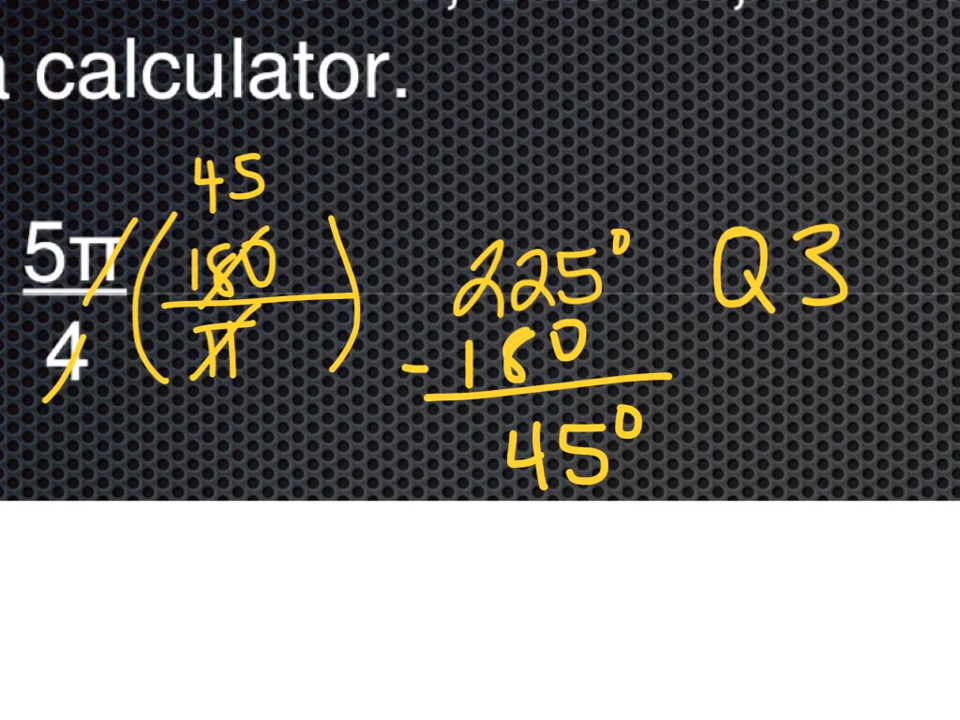 calculator.
45
5π/4 (180/π) 225° Q3
- 180
45°